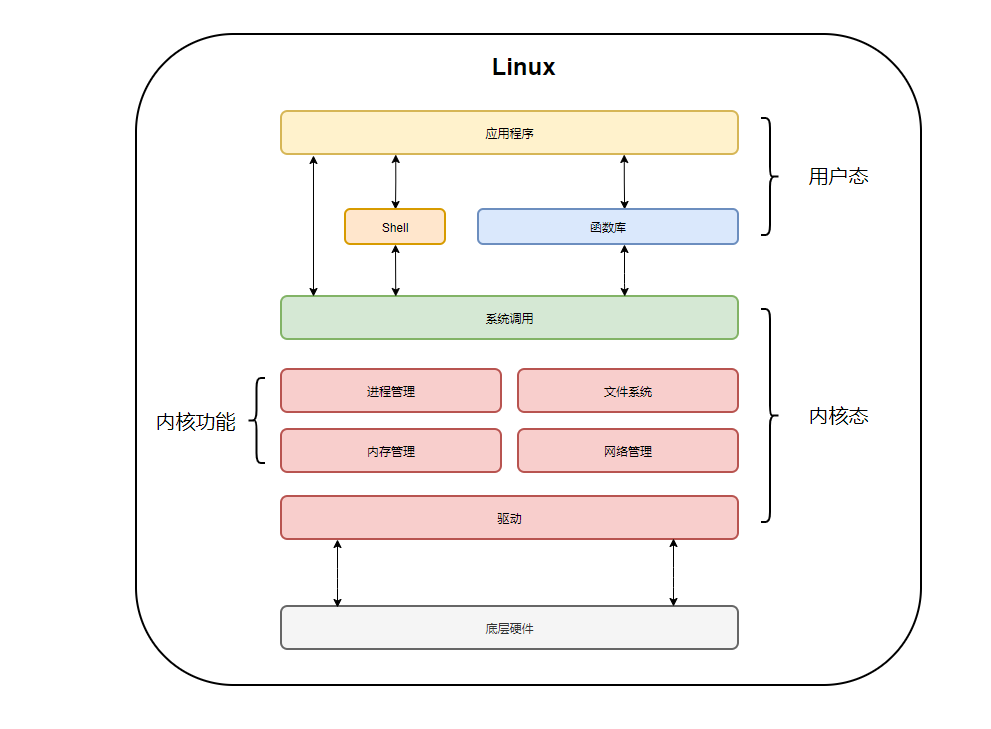 Linux
应用程序
用户态
Shell
函数库
系统调用
进程管理
文件系统
内核功能
内核态
内存管理
网络管理
驱动
底层硬件